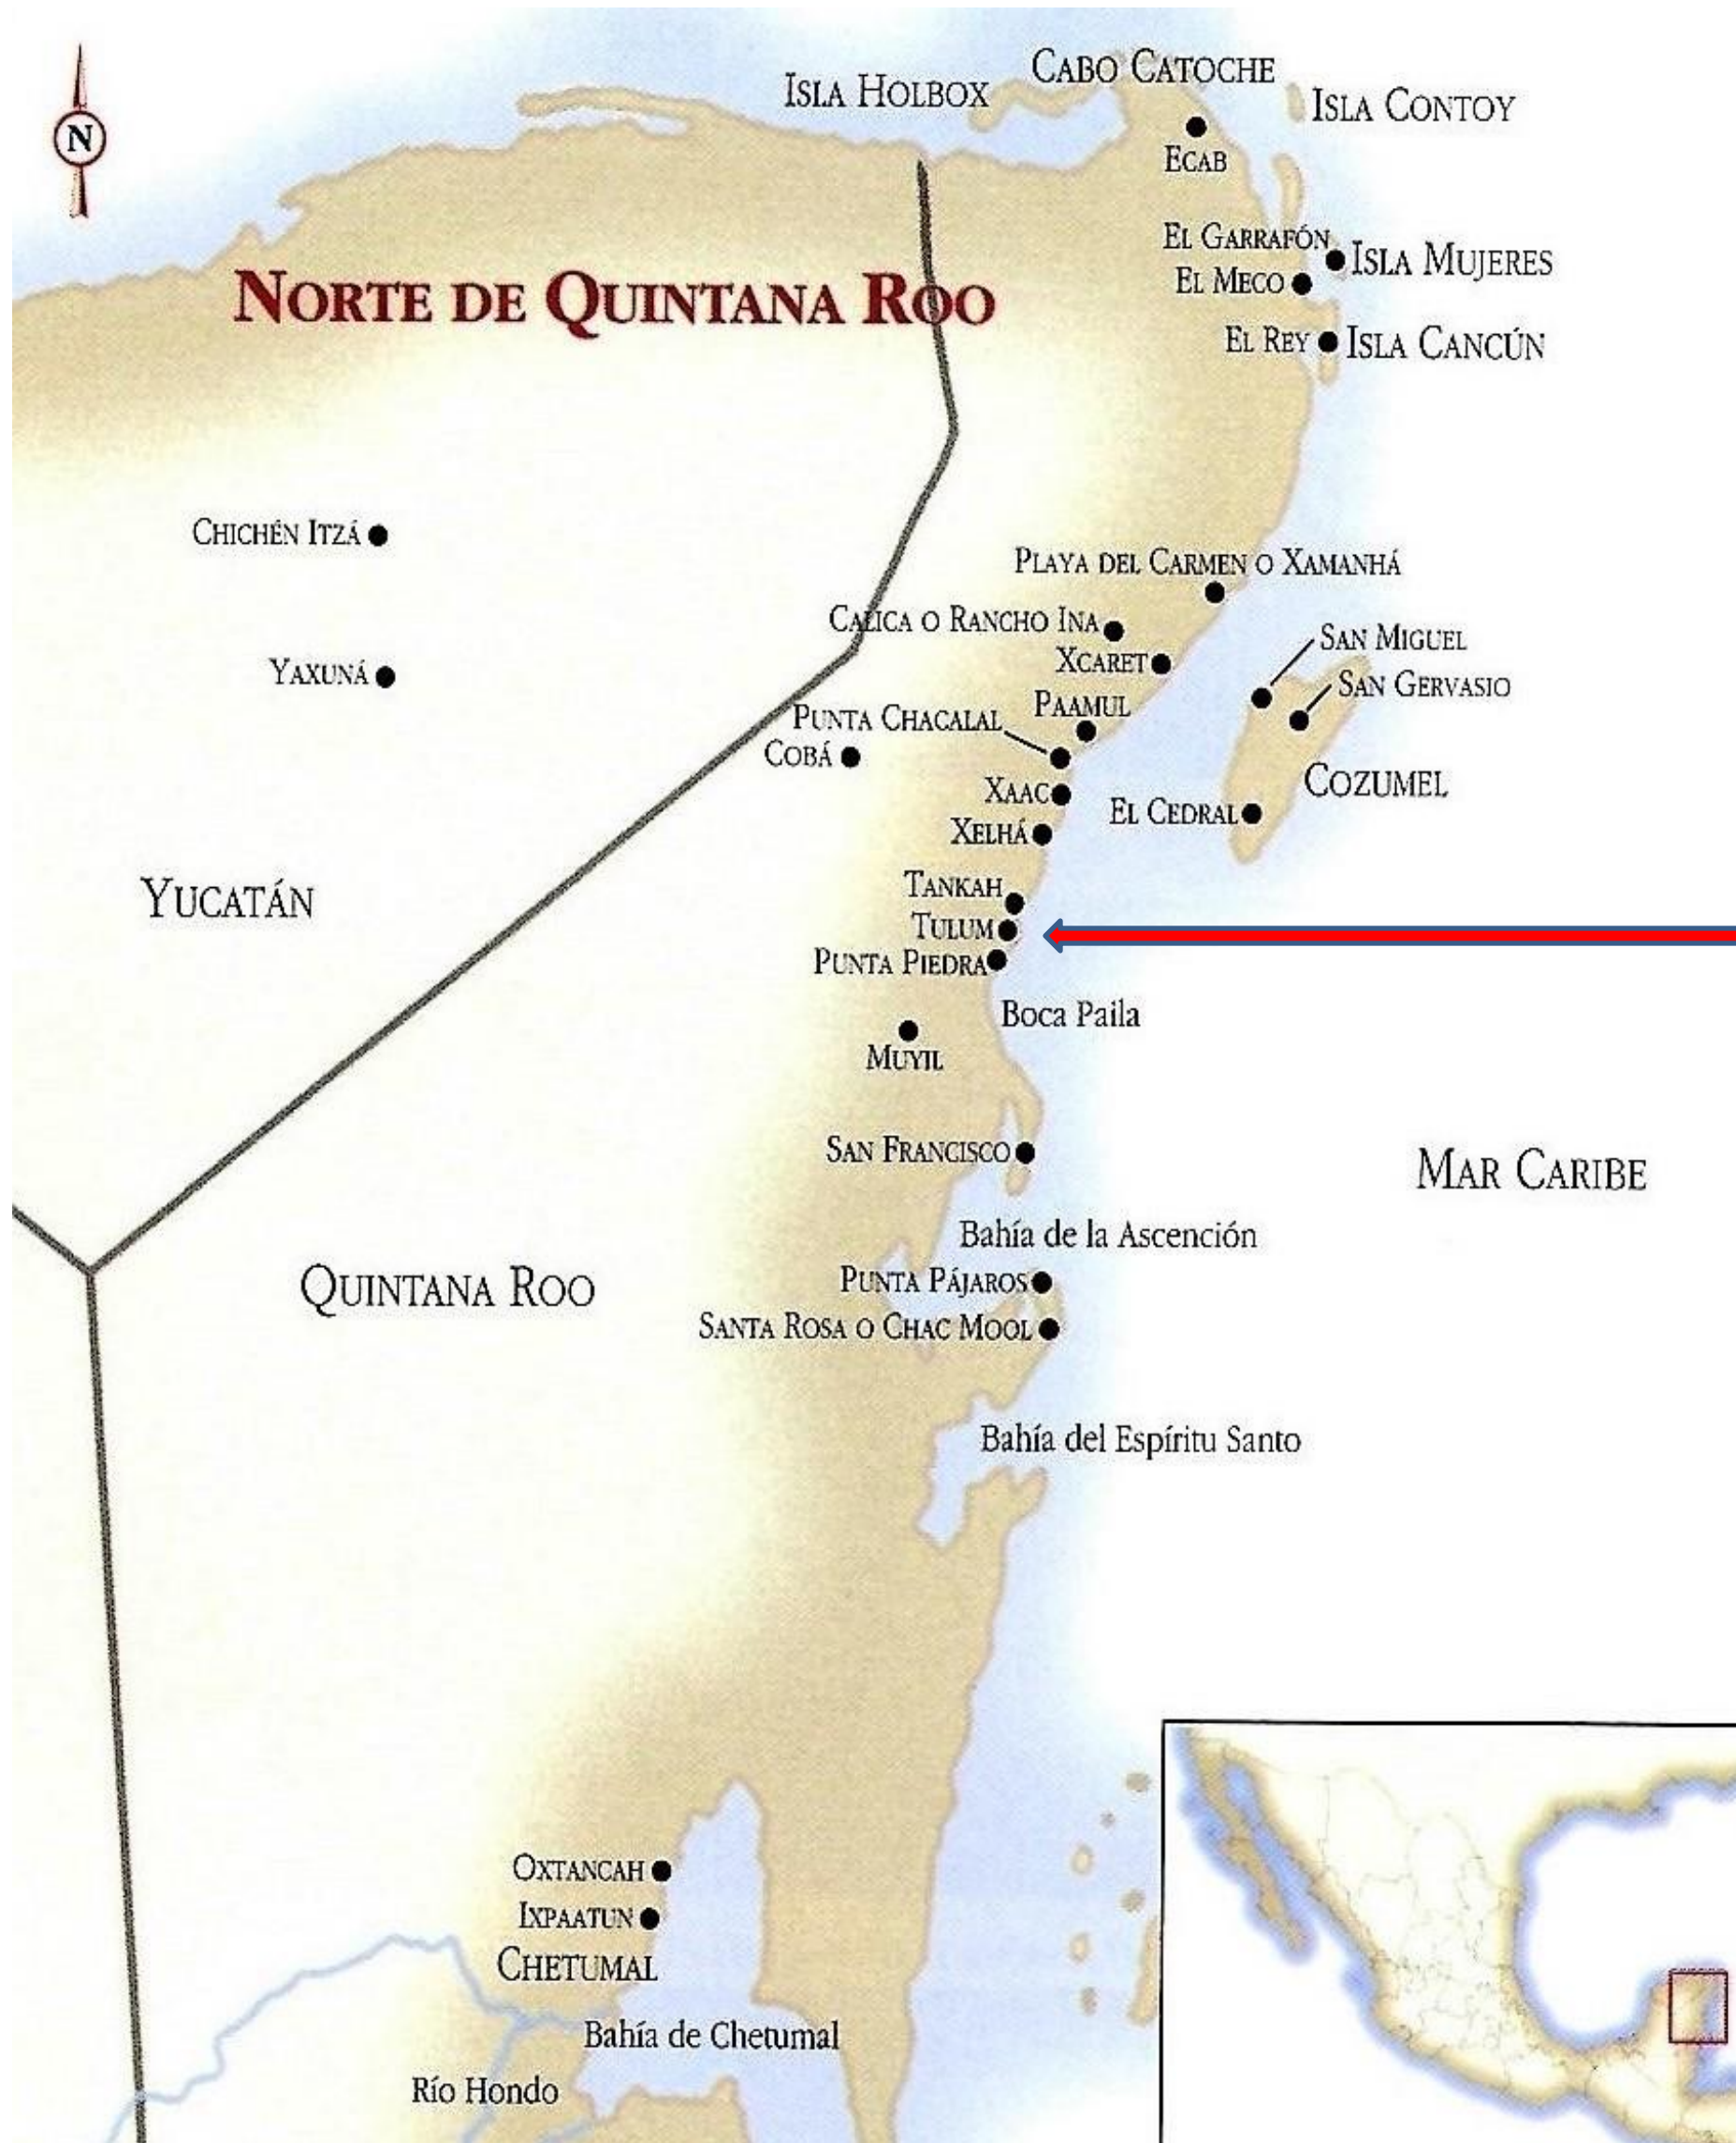 CABO CATOCHE
ISLA HOLBOX
ISLA CONTOY
N
ECAB
EL GARRAFÓN
ISLA MUJERES
EL MECO
NORTE DE QUINTANA ROO
EL REY
ISLA CANCÚN
CHICHÉN ITZÁ
PLAYA DEL CARMEN O XAMANHÁ
CALICA O RANCHO INA
SAN MIGUEL
XCARET
YAXUNÁ
SAN GERVASIO
PAAMUL
PUNTA CHACALAL
COBÁ
COZUMEL
XAAC
EL CEDRAL
XELHÁ
TANKAH
YUCATÁN
TULUM
PUNTA PIEDRA
Boca Paila
MUYIL
SAN FRANCISCO
MAR CARIBE
Bahía de la Ascención
PUNTA PÁJAROS
QUINTANA ROO
SANTA ROSA O CHAC MOOL
Bahía del Espíritu Santo
OXTANCAH
IXPAATUN
CHETUMAL
Bahía de Chetumal
Río Hondo